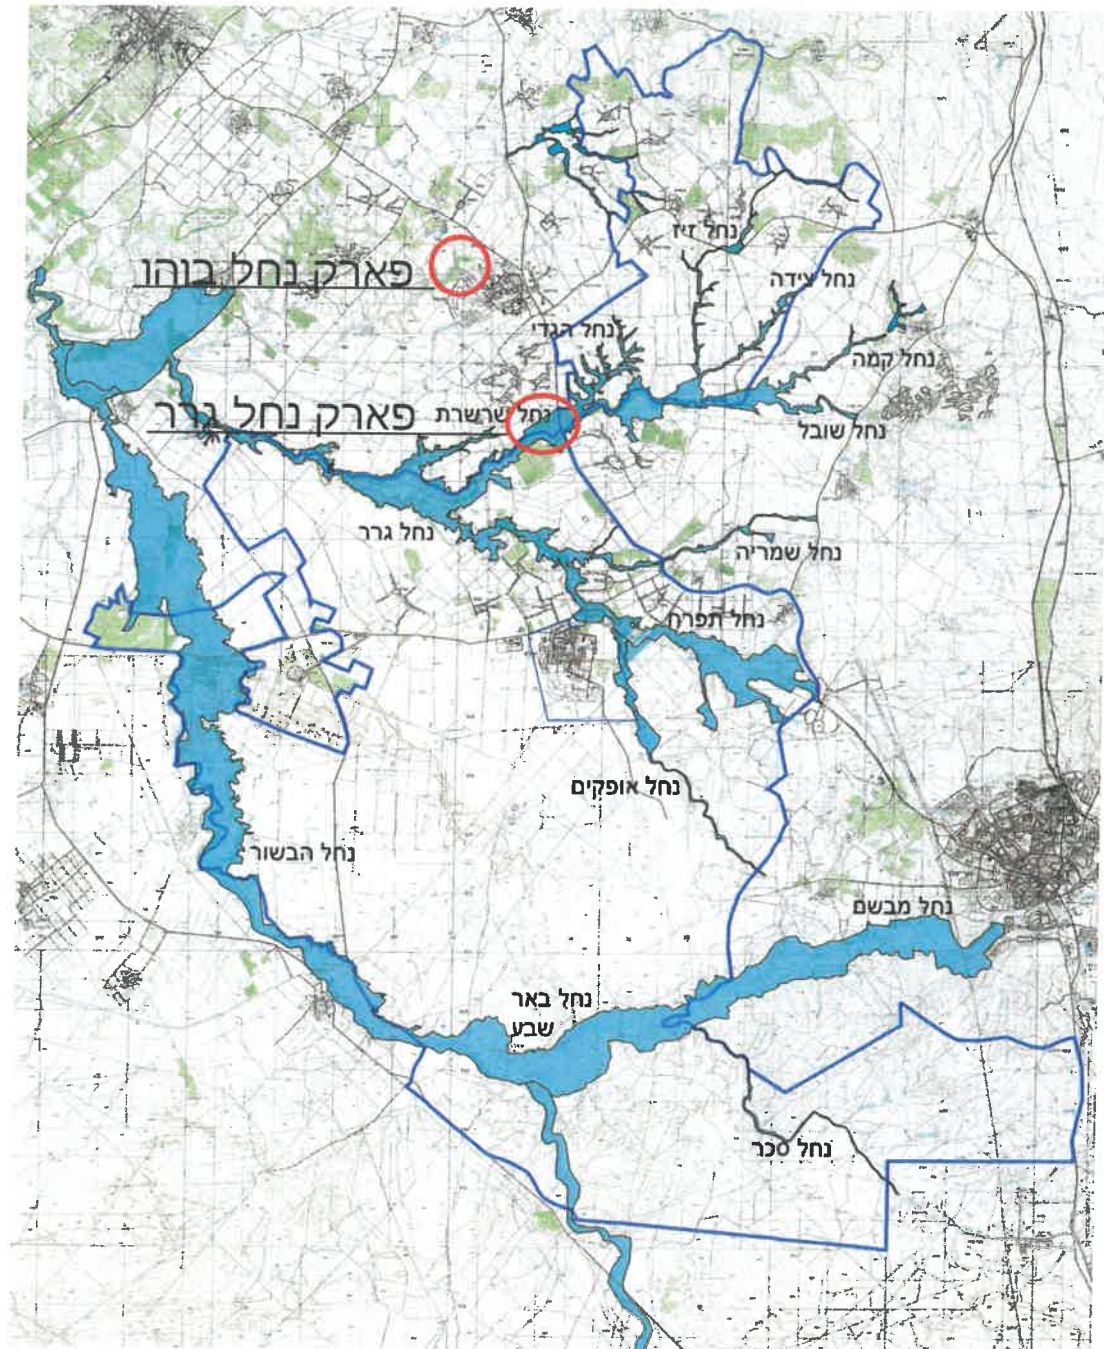 נחל זיז
פארק נחל בוהו
נחל צידה
נחל הגדי
נחל קמה
פארק נחל גרר
נחל שרשרת
נחל שובל
נחל גרר
נחל שמריה
נחל תפרח
נחל אופקים
נחל הבשור
נחל מבשם
נחל באר
שבע
נחל סכר